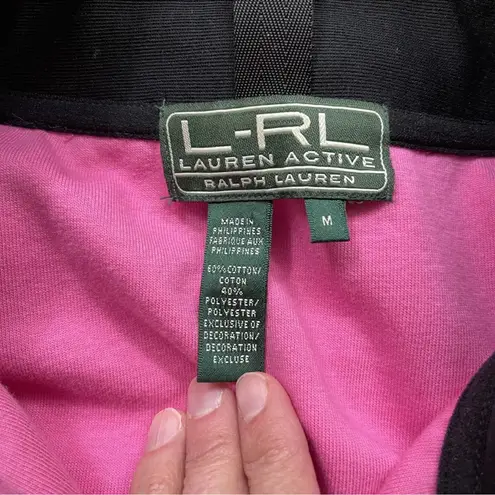 L-RL
LAUREN ACTIVE
RALPH LAUREN
M
MADE IN
PHILIPPINES
FABRIQUE AUX
PHILIPPINES
60% COTTON/
COTON
40%
POLYESTER/
POLYESTER
EXCLUSIVE OF
DECORATION/
DECORATION
EXCLUSE